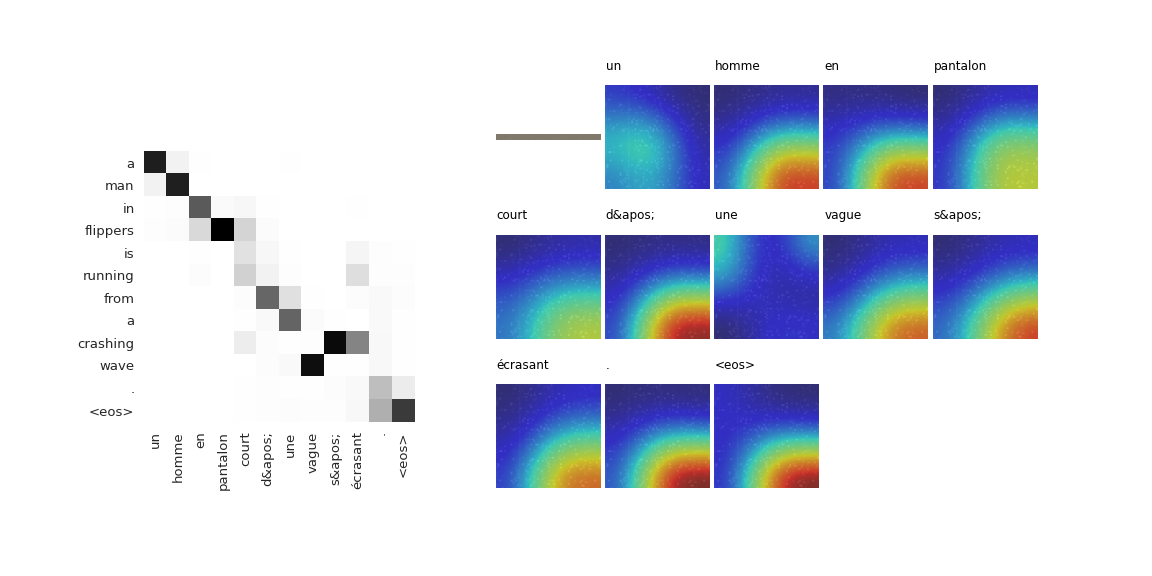 a
man
in
flippers
is
running
from
a
crashing
wave
.
<eos>
un
homme
en
pantalon
court
d&apos;
une
vague
s&apos;
écrasant
.
<eos>
un homme en pantalon
court d&apos; une vague s&apos;
écrasant . <eos>